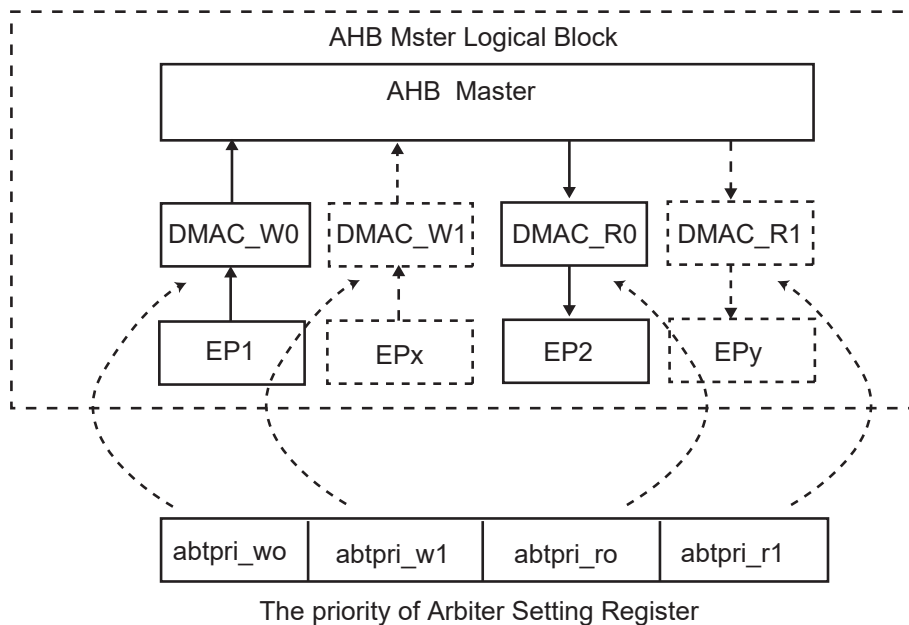 AHB Mster Logical Block
AHB Master
DMAC_W0 DMAC_W1 DMAC_R0 DMAC_R1
EP1 EPx EP2 EPy
abtpri_wo abtpri_w1 abtpri_ro abtpri_r1
The priority of Arbiter Setting Register